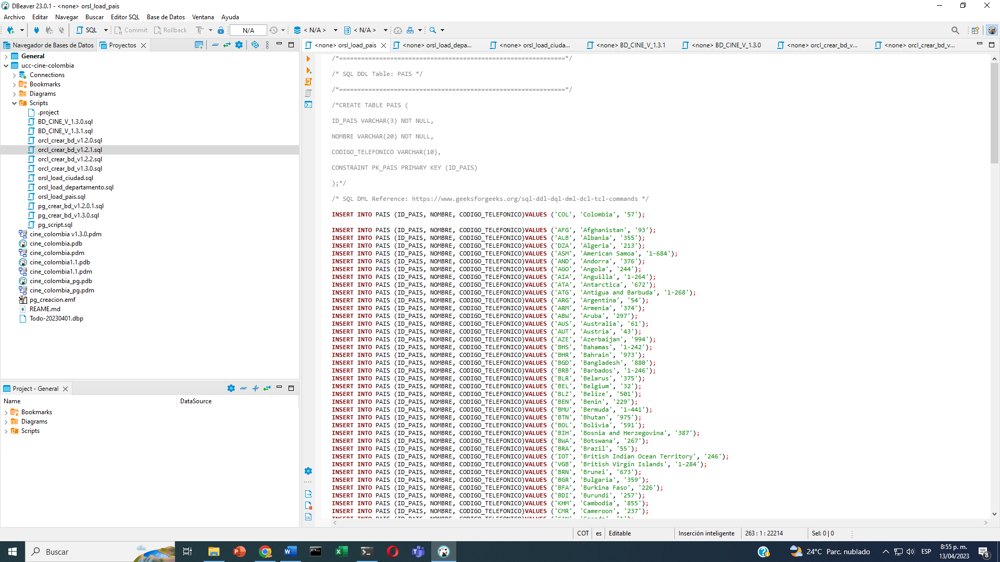 DBeaver 23.0.1 - <none> orsl_load_pais
Archivo Editar Navegar Buscar Editor SQL Base de Datos Ventana Ayuda
SQL Commit Rollback N/A < N/A > < N/A >
Navegador de Bases de Datos Proyectos
General
ucc-cine-colombia
Connections
Bookmarks
Diagrams
Scripts
.project
BD_CINE_V_1.3.0.sql
BD_CINE_V_1.3.1.sql
orcl_crear_bd_v1.2.0.sql
orcl_crear_bd_v1.2.1.sql
orcl_crear_bd_v1.2.2.sql
orcl_crear_bd_v1.3.0.sql
orsl_load_ciudad.sql
orsl_load_departamento.sql
orsl_load_pais.sql
pg_crear_bd_v1.2.0.1.sql
pg_crear_bd_v1.3.0.sql
pg_script.sql
cine_colombia v1.3.0.pdm
cine_colombia.pdb
cine_colombia.pdm
cine_colombia1.1.pdb
cine_colombia1.1.pdm
cine_colombia_pg.pdb
cine_colombia_pg.pdm
pg_creacion.emf
REAME.md
Todo-20230401.dbp
Project - General
Name DataSource
Bookmarks
Diagrams
Scripts
<none> orsl_load_pais <none> orsl_load_depa... <none> orsl_load_ciuda... <none> BD_CINE_V_1.3.1 <none> BD_CINE_V_1.3.0 <none> orcl_crear_bd_v... <none> orcl_crear_bd_v...
/*==============================================================*/
/* SQL DDL Table: PAIS */
/*==============================================================*/
/*CREATE TABLE PAIS (
ID_PAIS VARCHAR(3) NOT NULL,
NOMBRE VARCHAR(20) NOT NULL,
CODIGO_TELEFONICO VARCHAR(10),
CONSTRAINT PK_PAIS PRIMARY KEY (ID_PAIS)
);*/
/* SQL DML Reference: https://www.geeksforgeeks.org/sql-ddl-dql-dml-dcl-tcl-commands */
INSERT INTO PAIS (ID_PAIS, NOMBRE, CODIGO_TELEFONICO)VALUES ('COL', 'Colombia', '57');
INSERT INTO PAIS (ID_PAIS, NOMBRE, CODIGO_TELEFONICO)VALUES ('AFG', 'Afghanistan', '93');
INSERT INTO PAIS (ID_PAIS, NOMBRE, CODIGO_TELEFONICO)VALUES ('ALB', 'Albania', '355');
INSERT INTO PAIS (ID_PAIS, NOMBRE, CODIGO_TELEFONICO)VALUES ('DZA', 'Algeria', '213');
INSERT INTO PAIS (ID_PAIS, NOMBRE, CODIGO_TELEFONICO)VALUES ('ASM', 'American Samoa', '1-684');
INSERT INTO PAIS (ID_PAIS, NOMBRE, CODIGO_TELEFONICO)VALUES ('AND', 'Andorra', '376');
INSERT INTO PAIS (ID_PAIS, NOMBRE, CODIGO_TELEFONICO)VALUES ('AGO', 'Angola', '244');
INSERT INTO PAIS (ID_PAIS, NOMBRE, CODIGO_TELEFONICO)VALUES ('AIA', 'Anguilla', '1-264');
INSERT INTO PAIS (ID_PAIS, NOMBRE, CODIGO_TELEFONICO)VALUES ('ATA', 'Antarctica', '672');
INSERT INTO PAIS (ID_PAIS, NOMBRE, CODIGO_TELEFONICO)VALUES ('ATG', 'Antigua and Barbuda', '1-268');
INSERT INTO PAIS (ID_PAIS, NOMBRE, CODIGO_TELEFONICO)VALUES ('ARG', 'Argentina', '54');
INSERT INTO PAIS (ID_PAIS, NOMBRE, CODIGO_TELEFONICO)VALUES ('ARM', 'Armenia', '374');
INSERT INTO PAIS (ID_PAIS, NOMBRE, CODIGO_TELEFONICO)VALUES ('ABW', 'Aruba', '297');
INSERT INTO PAIS (ID_PAIS, NOMBRE, CODIGO_TELEFONICO)VALUES ('AUS', 'Australia', '61');
INSERT INTO PAIS (ID_PAIS, NOMBRE, CODIGO_TELEFONICO)VALUES ('AUT', 'Austria', '43');
INSERT INTO PAIS (ID_PAIS, NOMBRE, CODIGO_TELEFONICO)VALUES ('AZE', 'Azerbaijan', '994');
INSERT INTO PAIS (ID_PAIS, NOMBRE, CODIGO_TELEFONICO)VALUES ('BHS', 'Bahamas', '1-242');
INSERT INTO PAIS (ID_PAIS, NOMBRE, CODIGO_TELEFONICO)VALUES ('BHR', 'Bahrain', '973');
INSERT INTO PAIS (ID_PAIS, NOMBRE, CODIGO_TELEFONICO)VALUES ('BGD', 'Bangladesh', '880');
INSERT INTO PAIS (ID_PAIS, NOMBRE, CODIGO_TELEFONICO)VALUES ('BRB', 'Barbados', '1-246');
INSERT INTO PAIS (ID_PAIS, NOMBRE, CODIGO_TELEFONICO)VALUES ('BLR', 'Belarus', '375');
INSERT INTO PAIS (ID_PAIS, NOMBRE, CODIGO_TELEFONICO)VALUES ('BEL', 'Belgium', '32');
INSERT INTO PAIS (ID_PAIS, NOMBRE, CODIGO_TELEFONICO)VALUES ('BLZ', 'Belize', '501');
INSERT INTO PAIS (ID_PAIS, NOMBRE, CODIGO_TELEFONICO)VALUES ('BEN', 'Benin', '229');
INSERT INTO PAIS (ID_PAIS, NOMBRE, CODIGO_TELEFONICO)VALUES ('BMU', 'Bermuda', '1-441');
INSERT INTO PAIS (ID_PAIS, NOMBRE, CODIGO_TELEFONICO)VALUES ('BTN', 'Bhutan', '975');
INSERT INTO PAIS (ID_PAIS, NOMBRE, CODIGO_TELEFONICO)VALUES ('BOL', 'Bolivia', '591');
INSERT INTO PAIS (ID_PAIS, NOMBRE, CODIGO_TELEFONICO)VALUES ('BIH', 'Bosnia and Herzegovina', '387');
INSERT INTO PAIS (ID_PAIS, NOMBRE, CODIGO_TELEFONICO)VALUES ('BWA', 'Botswana', '267');
INSERT INTO PAIS (ID_PAIS, NOMBRE, CODIGO_TELEFONICO)VALUES ('BRA', 'Brazil', '55');
INSERT INTO PAIS (ID_PAIS, NOMBRE, CODIGO_TELEFONICO)VALUES ('IOT', 'British Indian Ocean Territory', '246');
INSERT INTO PAIS (ID_PAIS, NOMBRE, CODIGO_TELEFONICO)VALUES ('VGB', 'British Virgin Islands', '1-284');
INSERT INTO PAIS (ID_PAIS, NOMBRE, CODIGO_TELEFONICO)VALUES ('BRN', 'Brunei', '673');
INSERT INTO PAIS (ID_PAIS, NOMBRE, CODIGO_TELEFONICO)VALUES ('BGR', 'Bulgaria', '359');
INSERT INTO PAIS (ID_PAIS, NOMBRE, CODIGO_TELEFONICO)VALUES ('BFA', 'Burkina Faso', '226');
INSERT INTO PAIS (ID_PAIS, NOMBRE, CODIGO_TELEFONICO)VALUES ('BDI', 'Burundi', '257');
INSERT INTO PAIS (ID_PAIS, NOMBRE, CODIGO_TELEFONICO)VALUES ('KHM', 'Cambodia', '855');
INSERT INTO PAIS (ID_PAIS, NOMBRE, CODIGO_TELEFONICO)VALUES ('CMR', 'Cameroon', '237');
COT es Editable Inserción inteligente 263 : 1 : 22214 Sel: 0 | 0
Buscar 24°C Parc. nublado ESP 8:55 p. m.
13/04/2023 8